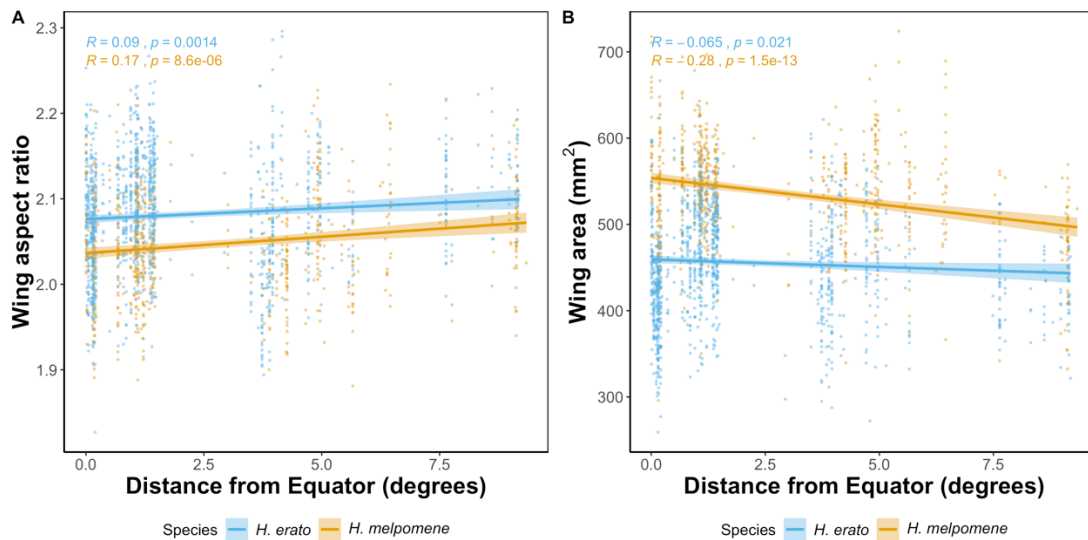 A
R = 0.09 , p = 0.0014
R = 0.17 , p = 8.6e-06
Wing aspect ratio
2.3
2.2
2.1
2.0
1.9
0.0 2.5 5.0 7.5
Distance from Equator (degrees)
Species H. erato H. melpomene
B
R = −0.065 , p = 0.021
R = −0.28 , p = 1.5e-13
Wing area (mm²)
700
600
500
400
300
0.0 2.5 5.0 7.5
Distance from Equator (degrees)
Species H. erato H. melpomene